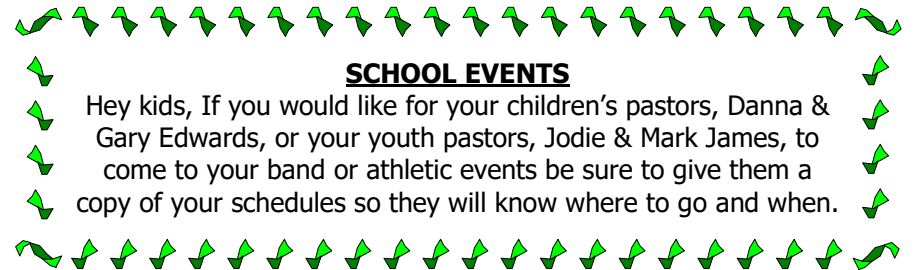 SCHOOL EVENTS
Hey kids, If you would like for your children’s pastors, Danna &
Gary Edwards, or your youth pastors, Jodie & Mark James, to
come to your band or athletic events be sure to give them a
copy of your schedules so they will know where to go and when.